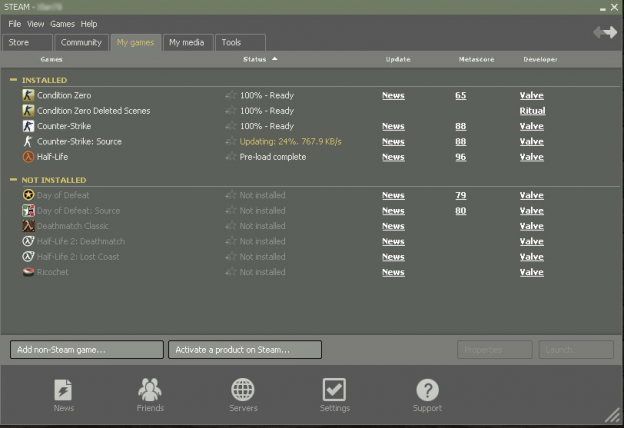 STEAM -
File View Games Help
Store Community My games My media Tools
Games Status Update Metascore Developer
INSTALLED
Condition Zero 100% - Ready News 65 Valve
Condition Zero Deleted Scenes 100% - Ready Ritual
Counter-Strike 100% - Ready News 88 Valve
Counter-Strike: Source Updating: 24%. 767.9 KB/s News 88 Valve
Half-Life Pre-load complete News 96 Valve
NOT INSTALLED
Day of Defeat Not installed News 79 Valve
Day of Defeat: Source Not installed News 80 Valve
Deathmatch Classic Not installed News Valve
Half-Life 2: Deathmatch Not installed News Valve
Half-Life 2: Lost Coast Not installed News Valve
Ricochet Not installed News Valve
Add non-Steam game... Activate a product on Steam... Properties Launch
News Friends Servers Settings Support